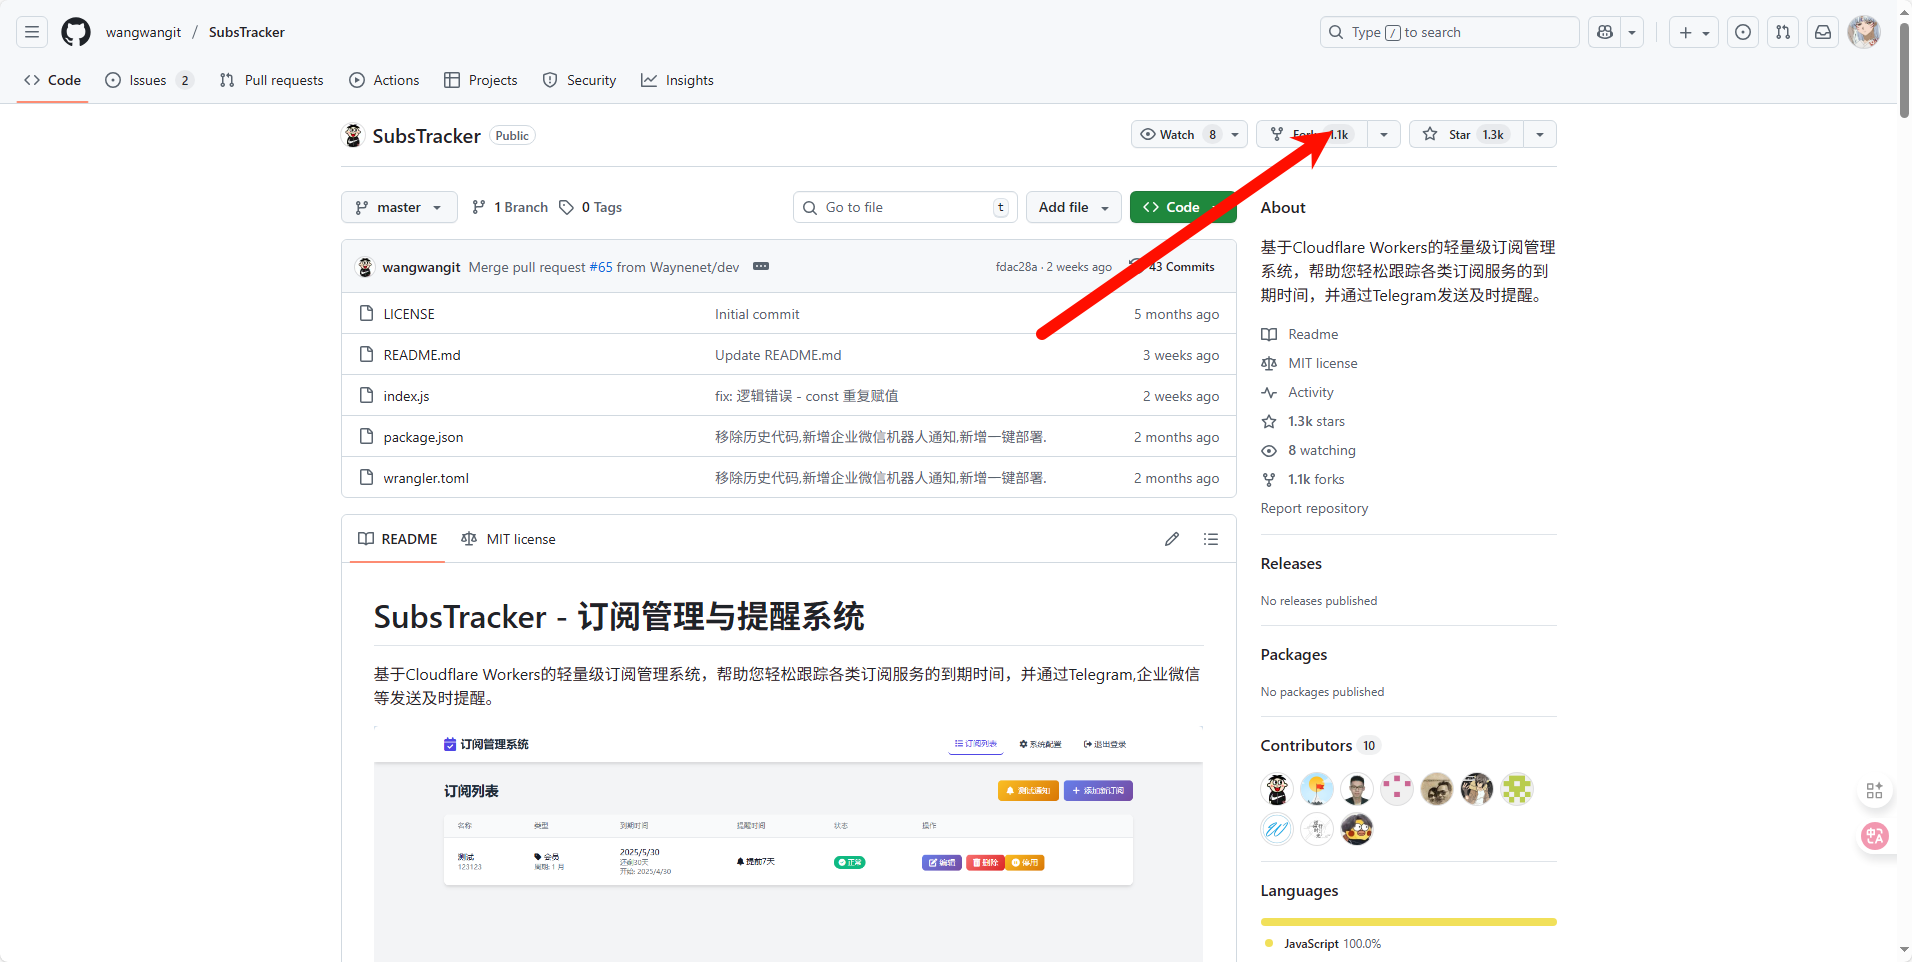 wangwangit / SubsTracker
Type / to search
Code
Issues 2
Pull requests
Actions
Projects
Security
Insights
SubsTracker Public
Watch 8
1.1k
Star 1.3k
master
1 Branch
0 Tags
Go to file t
Add file
Code
wangwangit Merge pull request #65 from Waynenet/dev
fdac28a · 2 weeks ago
43 Commits
LICENSE Initial commit 5 months ago
README.md Update README.md 3 weeks ago
index.js fix: 逻辑错误 - const 重复赋值 2 weeks ago
package.json 移除历史代码,新增企业微信机器人通知,新增一键部署. 2 months ago
wrangler.toml 移除历史代码,新增企业微信机器人通知,新增一键部署. 2 months ago
README
MIT license
SubsTracker - 订阅管理与提醒系统
基于Cloudflare Workers的轻量级订阅管理系统，帮助您轻松跟踪各类订阅服务的到期时间，并通过Telegram,企业微信
等发送及时提醒。
订阅管理系统
订阅列表
系统配置
退出登录
订阅列表
测试通知
添加新订阅
名称 类型 到期时间 提醒时间 状态 操作
测试
123123
会员
周期: 1 月
2025/5/30
还剩30天
开始: 2025/4/30
提前7天
正常
编辑
删除
停用
About
基于Cloudflare Workers的轻量级订阅管理
系统，帮助您轻松跟踪各类订阅服务的到
期时间，并通过Telegram发送及时提醒。
Readme
MIT license
Activity
1.3k stars
8 watching
1.1k forks
Report repository
Releases
No releases published
Packages
No packages published
Contributors 10
Languages
JavaScript 100.0%